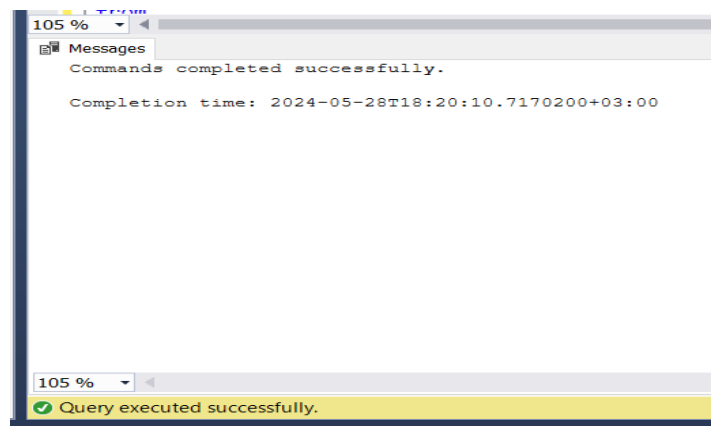 from
105 %
Messages
Commands completed successfully.
Completion time: 2024-05-28T18:20:10.7170200+03:00
105 %
Query executed successfully.